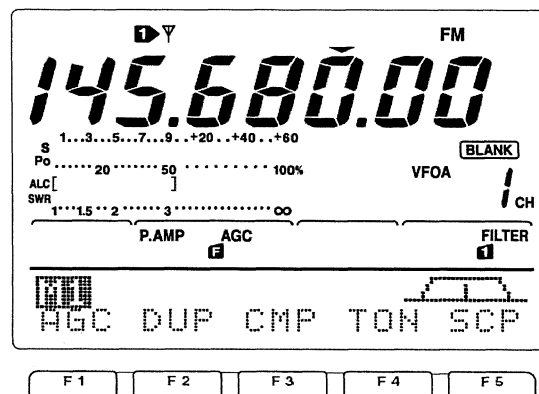 1 FM
145.680.00
S 1...3...5...7...9..+20..+40..+60
BLANK
Po ...... 20 ...... 50 ......... 100%
VFOA
ALC [ ]
1 CH
SWR 1....1.5..2......3............∞
P.AMP AGC FILTER
F 1
M1
AGC DUP CMP TON SCP
F1 F2 F3 F4 F5